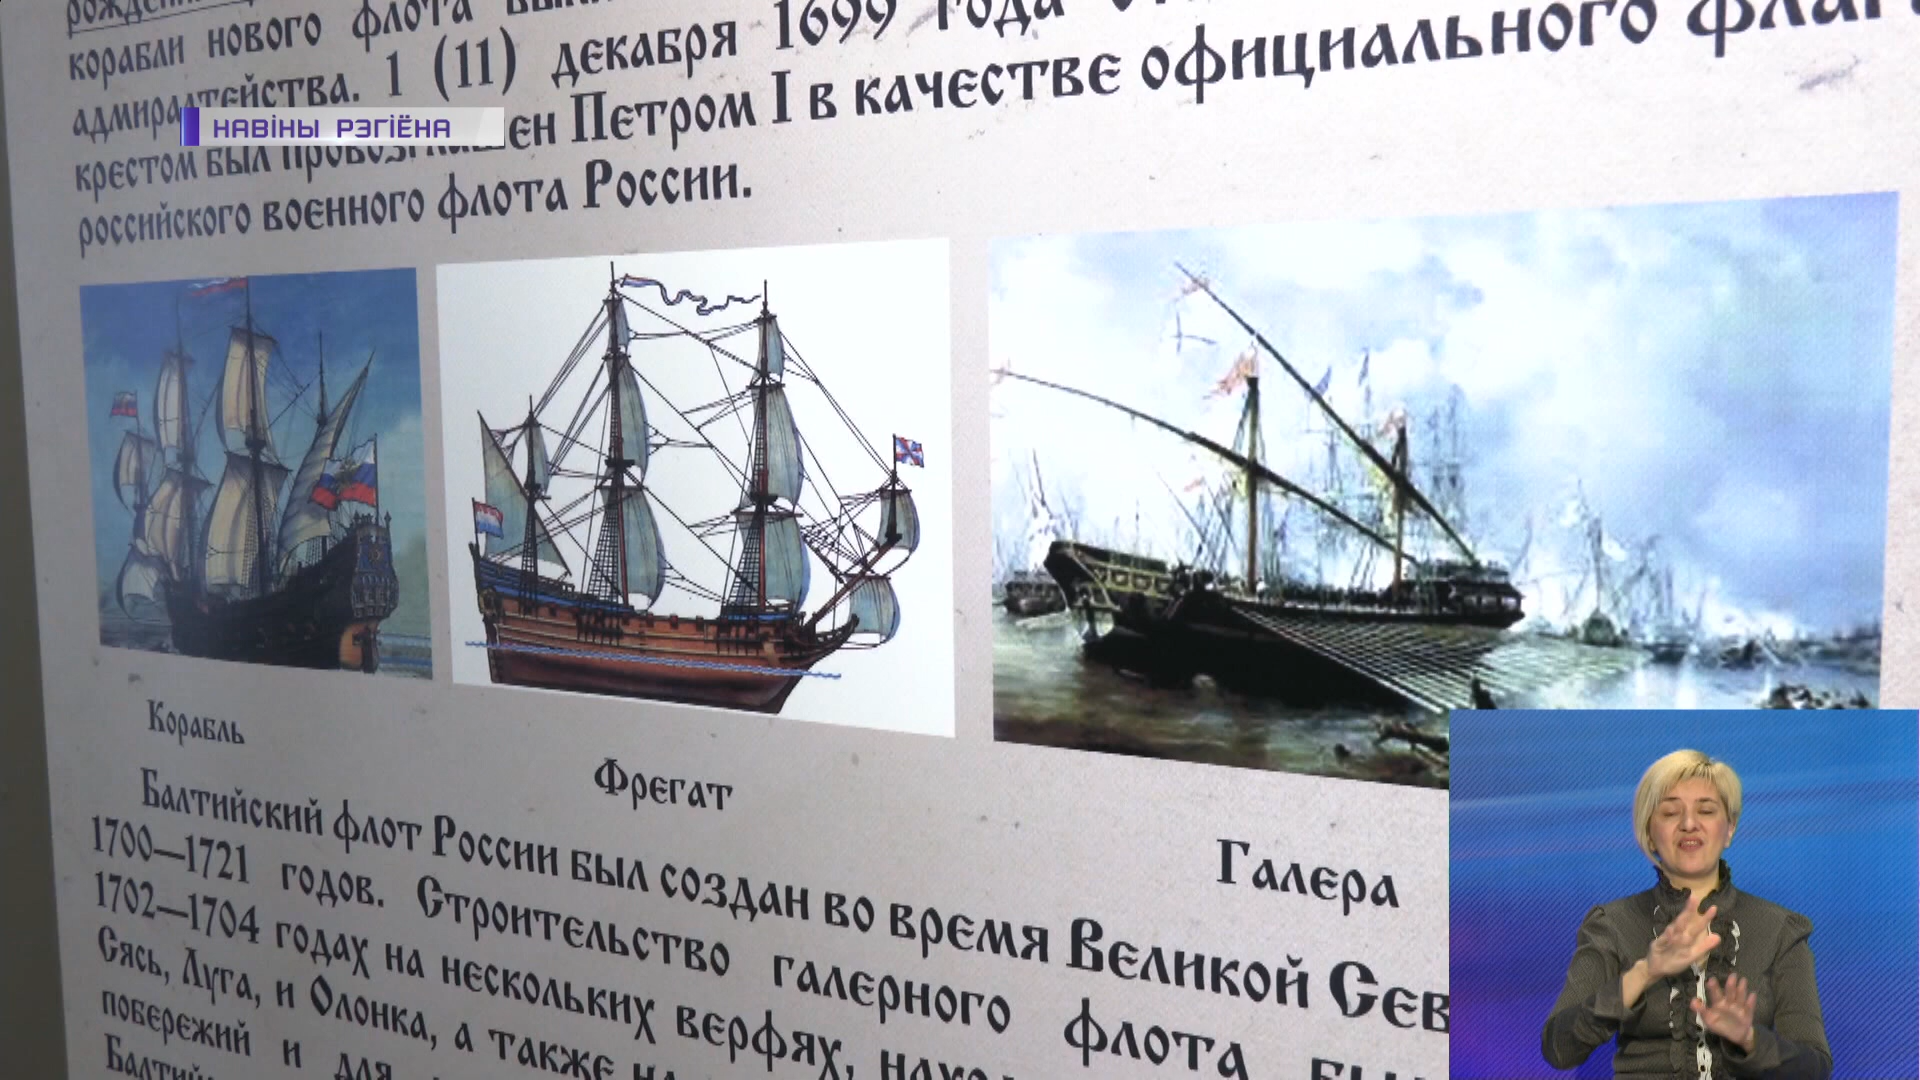 корабли нового флота
адмиралтейства. 1 (11) декабря 1699 года
НАВІНЫ РЭГІЁНА
крестом был провозглашен Петром I в качестве официального
российского военного флота России.
Корабль
Фрегат
Галера
Балтийский флот России был создан во время Великой Сев
1700—1721 годов. Строительство галерного флота
1702—1704 годах на нескольких верфях,
Сясь, Луга, и Олонка, а также на
побережий и для